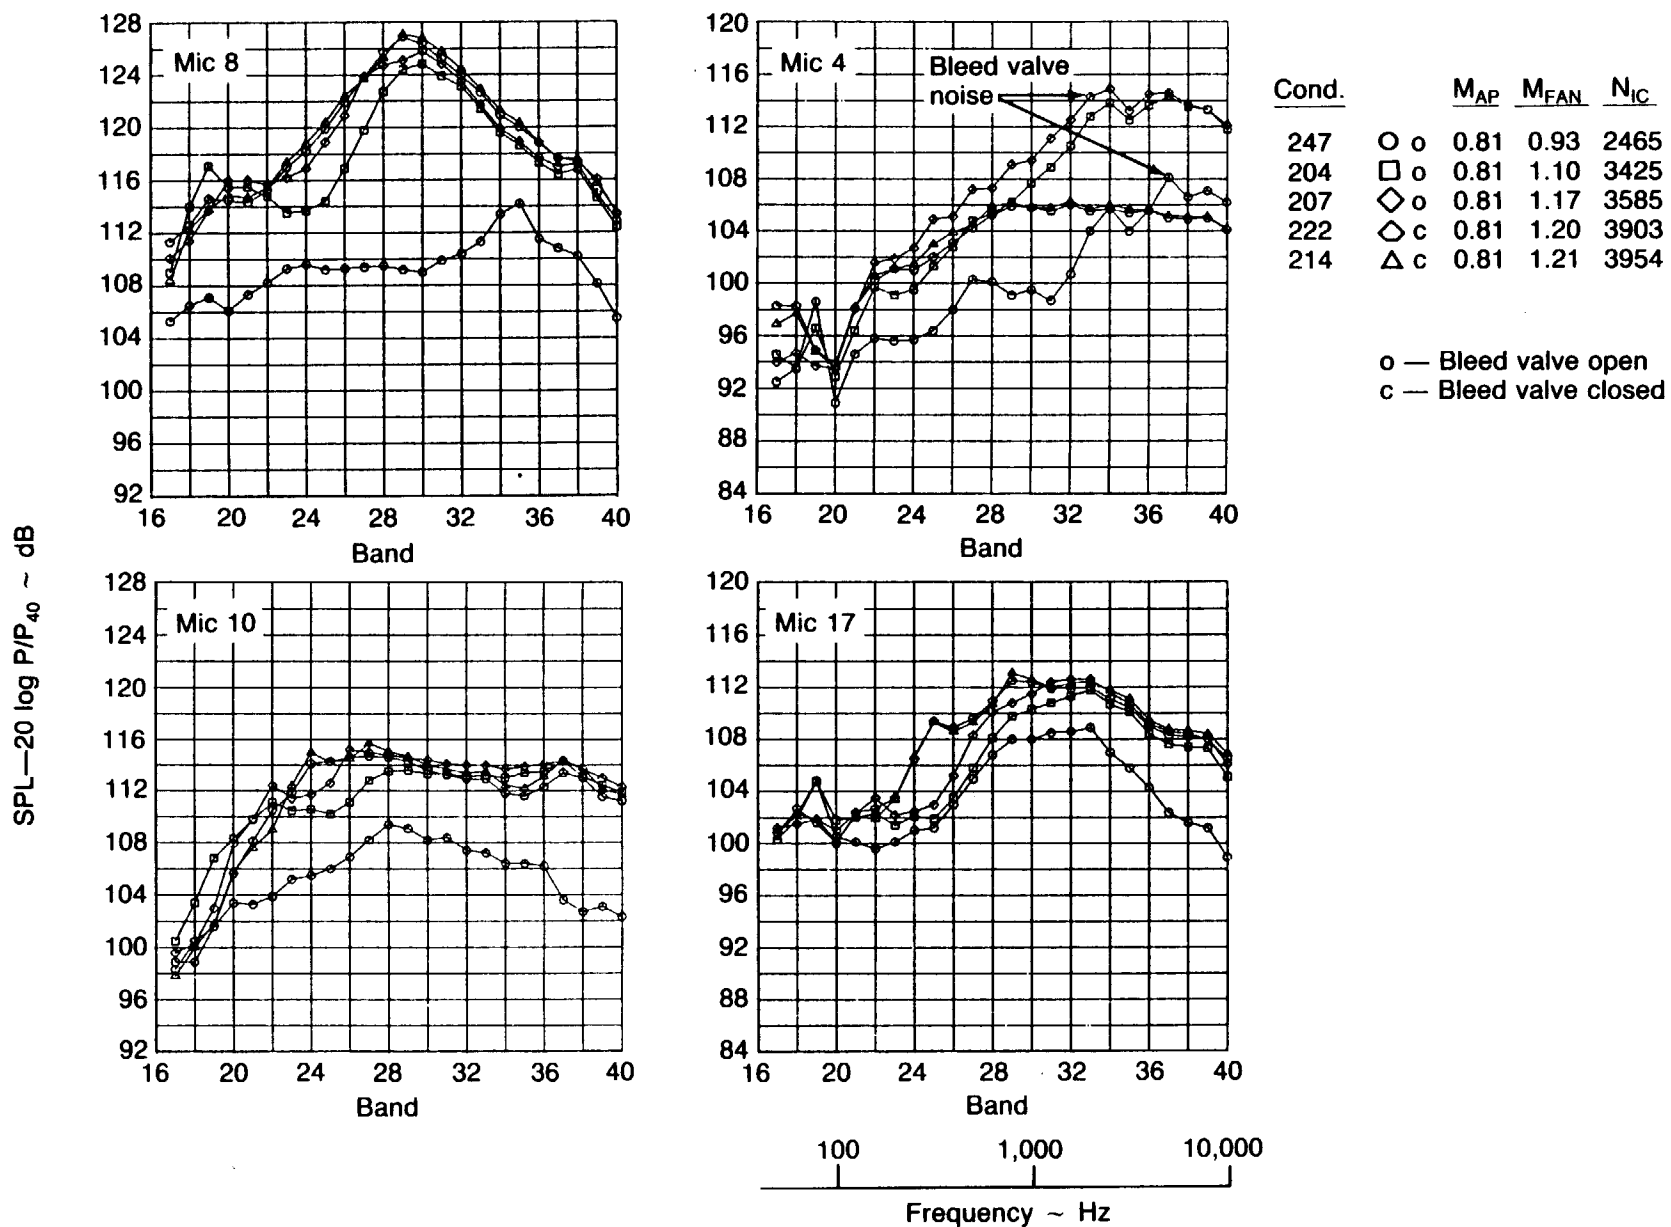 SPL—20 log P/P40 ~ dB
128
124
120
116
112
108
104
100
96
92
Mic 8
16 20 24 28 32 36 40
Band
120
116
112
108
104
100
96
92
88
84
Mic 4
Bleed valve
noise
16 20 24 28 32 36 40
Band
Cond. MAP MFAN NIC
247 o 0.81 0.93 2465
204 o 0.81 1.10 3425
207 o 0.81 1.17 3585
222 c 0.81 1.20 3903
214 c 0.81 1.21 3954
o — Bleed valve open
c — Bleed valve closed
128
124
120
116
112
108
104
100
96
92
Mic 10
16 20 24 28 32 36 40
Band
120
116
112
108
104
100
96
92
88
84
Mic 17
16 20 24 28 32 36 40
Band
100 1,000 10,000
Frequency ~ Hz